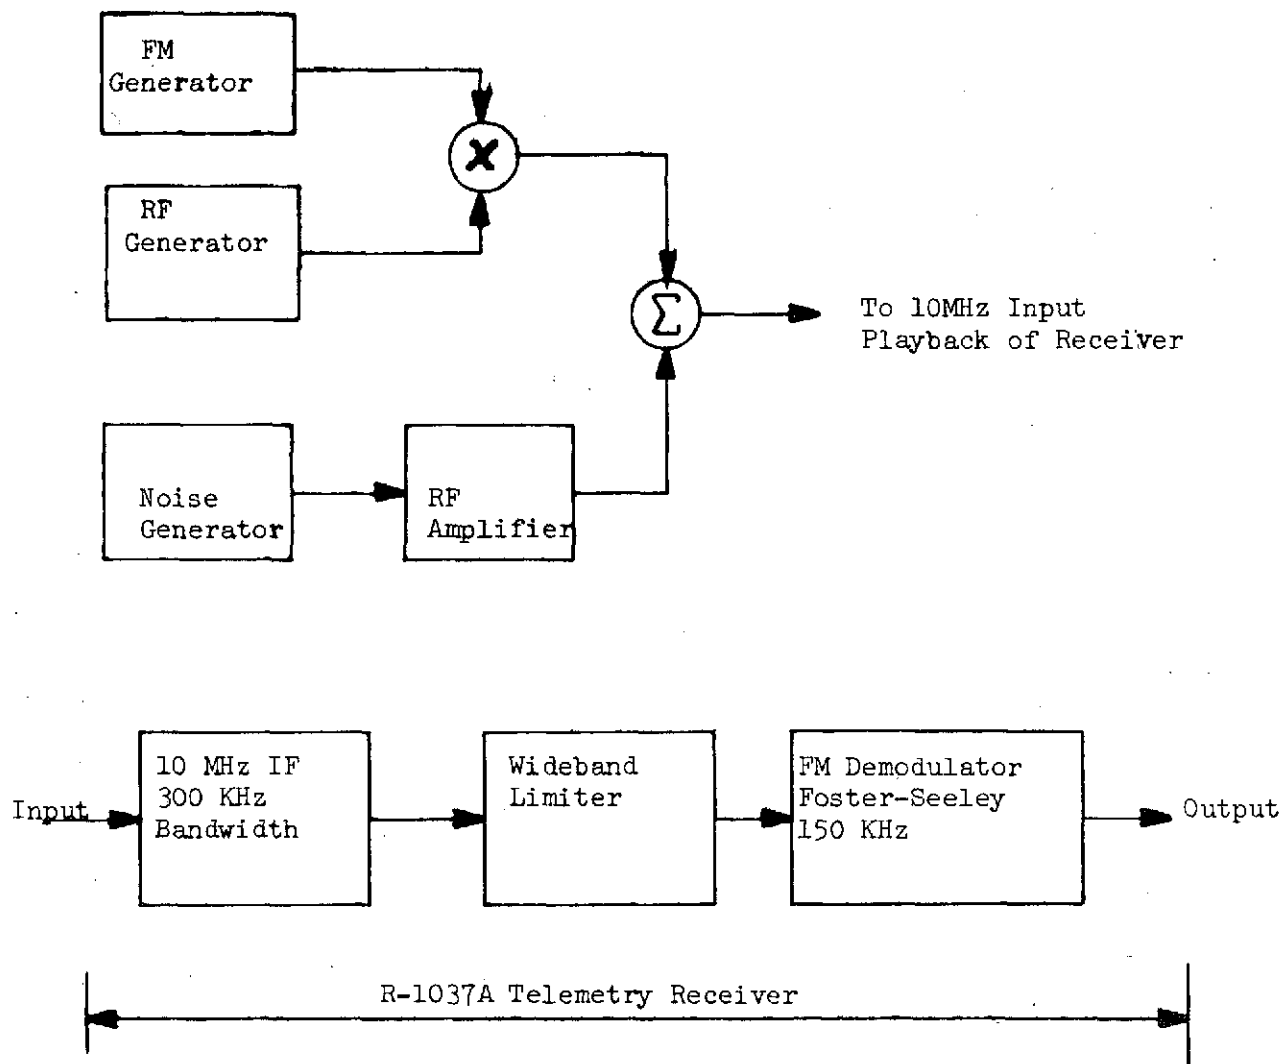 FM
Generator
X
RF
Generator
Σ
To 10MHz Input
Playback of Receiver
Noise
Generator
RF
Amplifier
Input
10 MHz IF
300 KHz
Bandwidth
Wideband
Limiter
FM Demodulator
Foster-Seeley
150 KHz
Output
R-1037A Telemetry Receiver